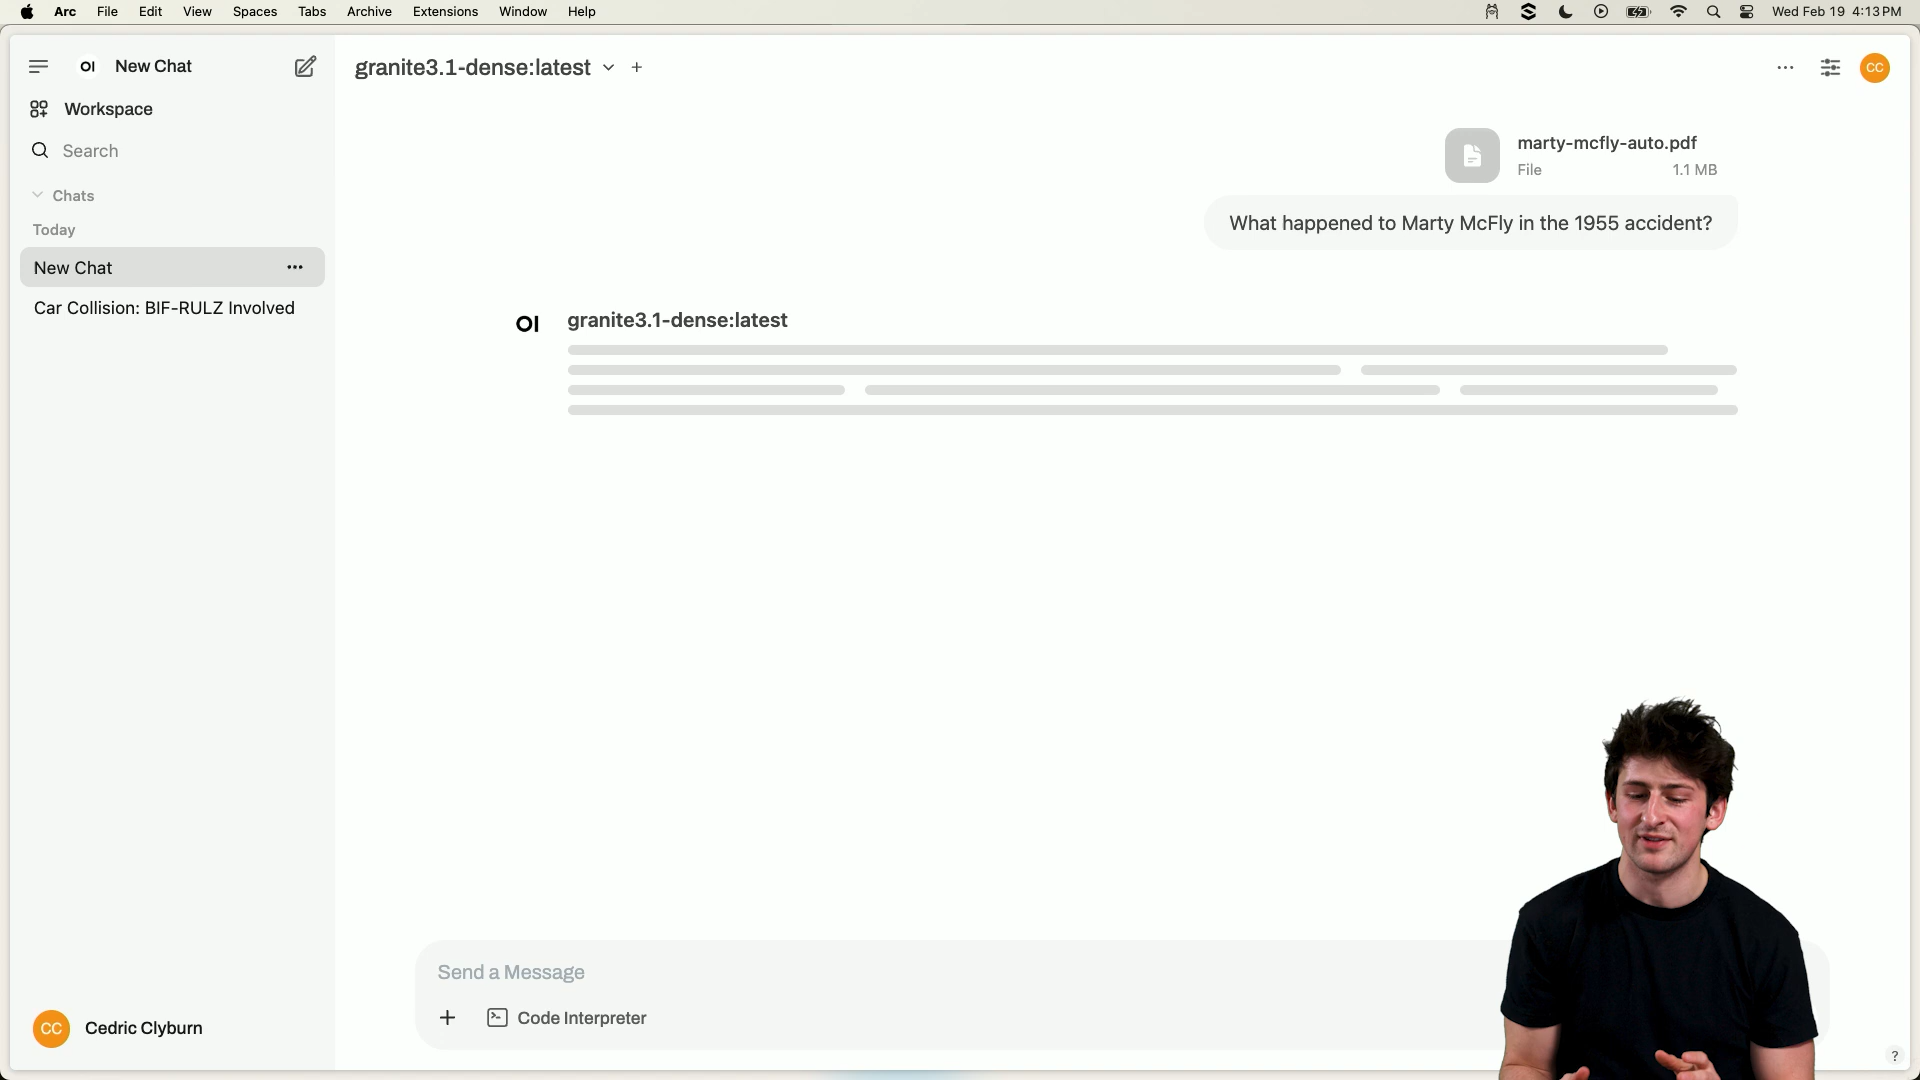 Arc File Edit View Spaces Tabs Archive Extensions Window Help
Wed Feb 19 4:13 PM
OI New Chat
Workspace
Search
Chats
Today
New Chat
Car Collision: BIF-RULZ Involved
CC Cedric Clyburn
granite3.1-dense:latest
CC
marty-mcfly-auto.pdf
File 1.1 MB
What happened to Marty McFly in the 1955 accident?
OI granite3.1-dense:latest
Send a Message
Code Interpreter
?